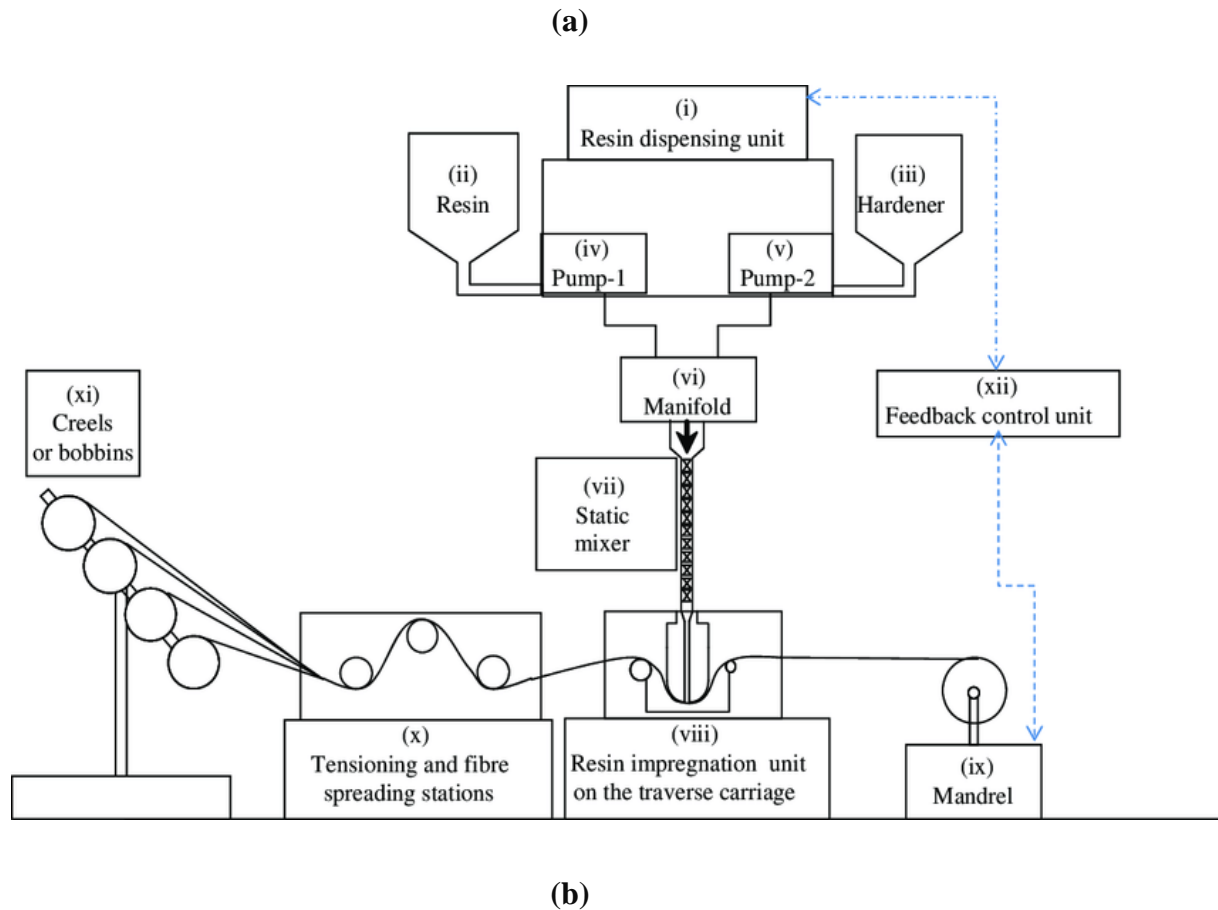 (a)
(i)
Resin dispensing unit
(ii)
Resin
(iii)
Hardener
(iv)
Pump-1
(v)
Pump-2
(vi)
Manifold
(xi)
Creels
or bobbins
(xii)
Feedback control unit
(vii)
Static
mixer
(x)
Tensioning and fibre
spreading stations
(viii)
Resin impregnation unit
on the traverse carriage
(ix)
Mandrel
(b)